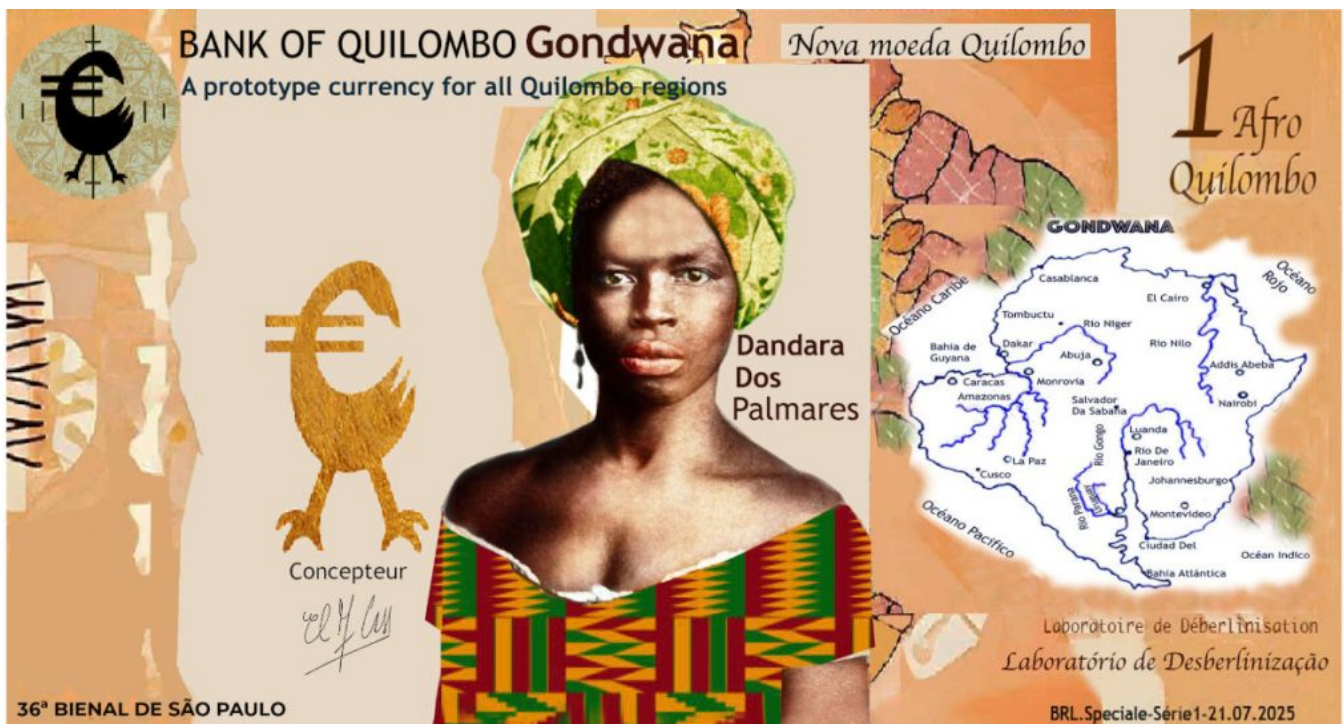 BANK OF QUILOMBO Gondwana
Nova moeda Quilombo
A prototype currency for all Quilombo regions
1 Afro
Quilombo
GONDWANA
Casablanca
Océano Rojo
El Cairo
Océano Caribe
Tombuctu
Rio Niger
Rio Nilo
Bahia de
Guyana
Dakar
Abuja
Addis Abeba
Caracas
Monrovia
Amazonas
Salvador
Da Sabana
Nairobi
Luanda
Rio Gongo
Rio De
Janeiro
La Paz
Cusco
Johannesburgo
Rio Parana
Uruguay
Montevideo
Océano Pacifico
Ciudad Del
Océan Indico
Bahia Atlántica
Dandara
Dos
Palmares
Concepteur
Laboratoire de Déberlinisation
Laboratório de Desberlinização
36ª BIENAL DE SÃO PAULO
BRL.Speciale-Série1-21.07.2025